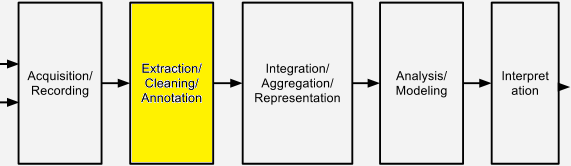 Acquisition/
Recording
Extraction/
Cleaning/
Annotation
Integration/
Aggregation/
Representation
Analysis/
Modeling
Interpret
ation